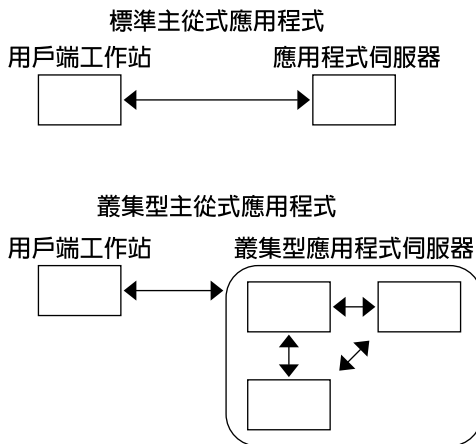 標準主從式應用程式
用戶端工作站
應用程式伺服器
叢集型主從式應用程式
用戶端工作站
叢集型應用程式伺服器